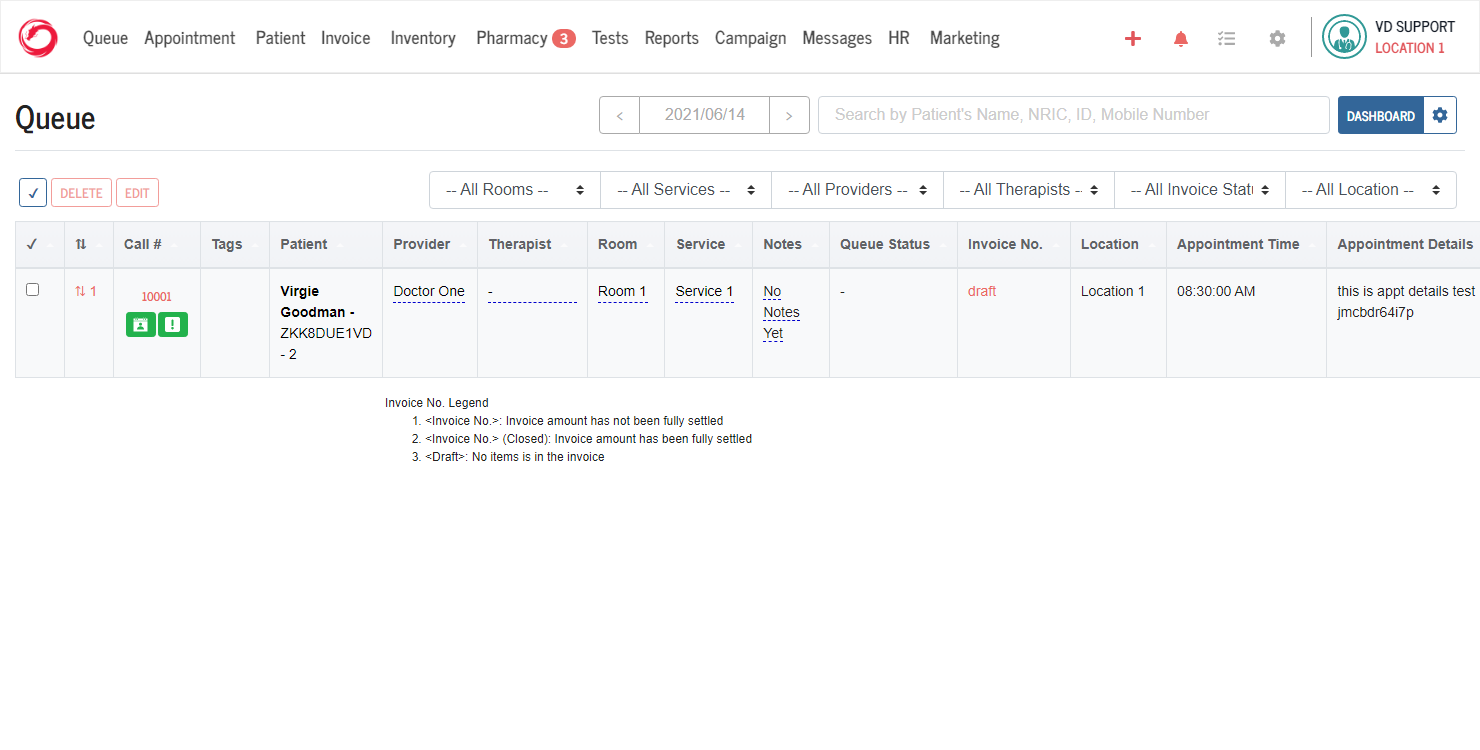 Queue Appointment Patient Invoice Inventory Pharmacy 3 Tests Reports Campaign Messages HR Marketing
VD SUPPORT
LOCATION 1
Queue
< 2021/06/14 > Search by Patient's Name, NRIC, ID, Mobile Number DASHBOARD
DELETE EDIT
-- All Rooms -- -- All Services -- -- All Providers -- -- All Therapists - -- All Invoice Stat -- All Location --
Call # Tags Patient Provider Therapist Room Service Notes Queue Status Invoice No. Location Appointment Time Appointment Details
1 10001 Virgie Doctor One - Room 1 Service 1 No - draft Location 1 08:30:00 AM this is appt details test
Goodman - Notes jmcbdr64i7p
ZKK8DUE1VD Yet
- 2
Invoice No. Legend
1. <Invoice No.>: Invoice amount has not been fully settled
2. <Invoice No.> (Closed): Invoice amount has been fully settled
3. <Draft>: No items is in the invoice